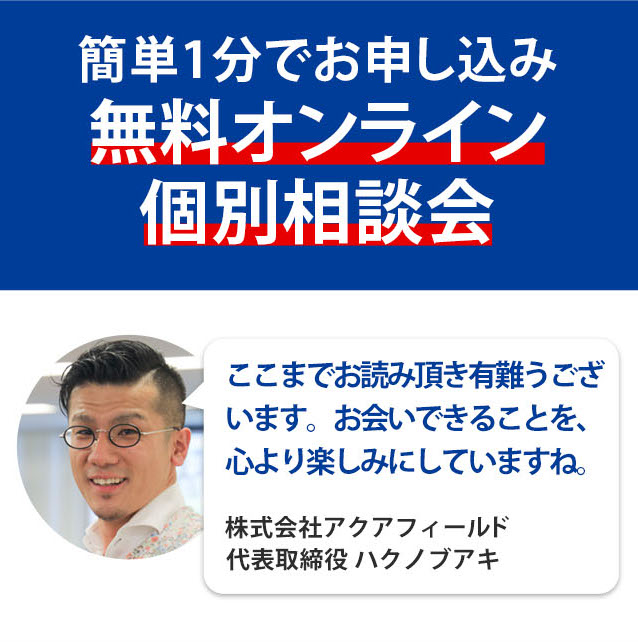 簡単1分でお申し込み
無料オンライン
個別相談会
ここまでお読み頂き有難うござ
います。お会いできることを、
心より楽しみにしていますね。
株式会社アクアフィールド
代表取締役 ハクノブアキ